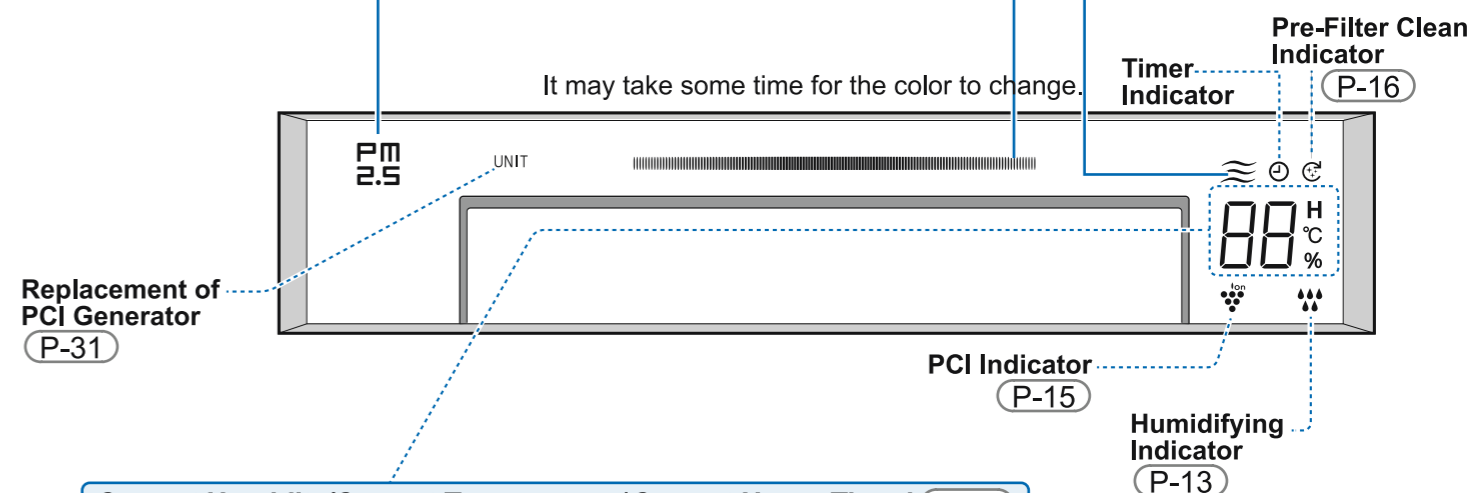 Pre-Filter Clean
Indicator
P-16
Timer
Indicator
It may take some time for the color to change.
PM
2.5
UNIT
88
H
℃
%
Ion
Replacement of
PCI Generator
P-31
PCI Indicator
P-15
Humidifying
Indicator
P-13